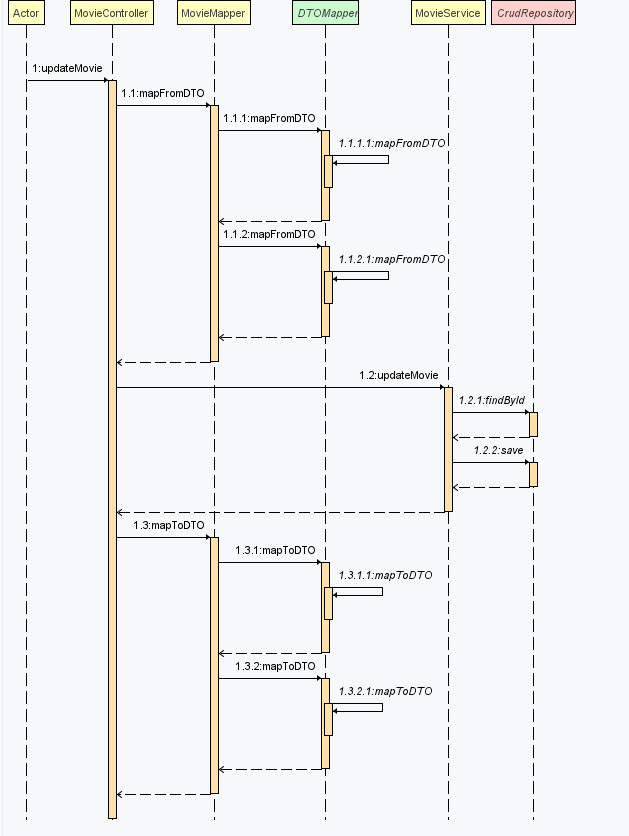 Actor
MovieController
MovieMapper
DTOMapper
MovieService
CrudRepository
1:updateMovie
1.1:mapFromDTO
1.1.1:mapFromDTO
1.1.1.1:mapFromDTO
1.1.2:mapFromDTO
1.1.2.1:mapFromDTO
1.2:updateMovie
1.2.1:findById
1.2.2:save
1.3:mapToDTO
1.3.1:mapToDTO
1.3.1.1:mapToDTO
1.3.2:mapToDTO
1.3.2.1:mapToDTO